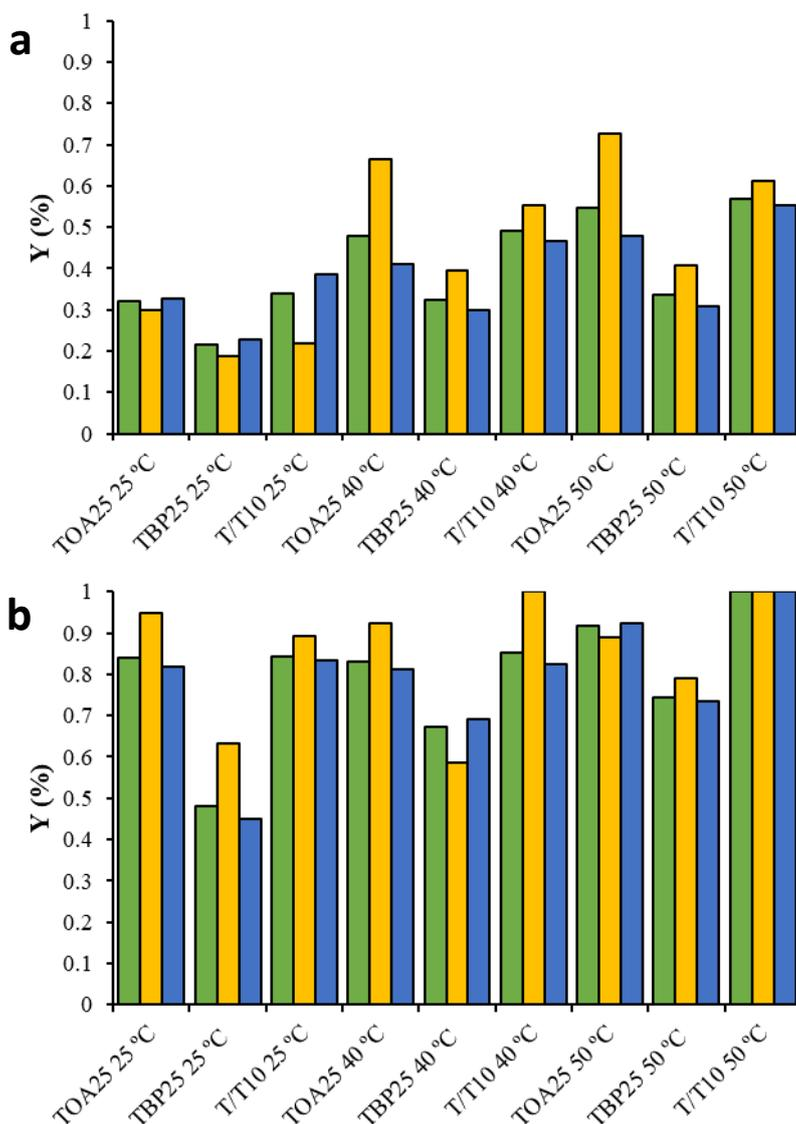 a
Y (%)
1
0.9
0.8
0.7
0.6
0.5
0.4
0.3
0.2
0.1
0
TOA25 25 ºC
TBP25 25 ºC
T/T10 25 ºC
TOA25 40 ºC
TBP25 40 ºC
T/T10 40 ºC
TOA25 50 ºC
TBP25 50 ºC
T/T10 50 ºC
b
Y (%)
1
0.9
0.8
0.7
0.6
0.5
0.4
0.3
0.2
0.1
0
TOA25 25 ºC
TBP25 25 ºC
T/T10 25 ºC
TOA25 40 ºC
TBP25 40 ºC
T/T10 40 ºC
TOA25 50 ºC
TBP25 50 ºC
T/T10 50 ºC